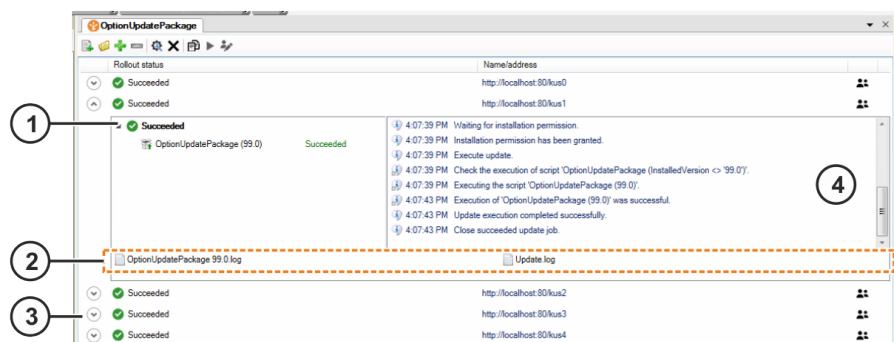 OptionUpdatePackage
Rollout status Name/address
Succeeded http://localhost:80/kus0
Succeeded http://localhost:80/kus1
1
Succeeded
OptionUpdatePackage (99.0) Succeeded
4:07:39 PM Waiting for installation permission.
4:07:39 PM Installation permission has been granted.
4:07:39 PM Execute update.
4:07:39 PM Check the execution of script 'OptionUpdatePackage (InstalledVersion <> '99.0')'.
4:07:39 PM Executing the script 'OptionUpdatePackage (99.0)'.
4:07:43 PM Execution of 'OptionUpdatePackage (99.0)' was successful.
4:07:43 PM Update execution completed successfully.
4:07:43 PM Close succeeded update job.
4
2
OptionUpdatePackage 99.0.log Update.log
Succeeded http://localhost:80/kus2
3
Succeeded http://localhost:80/kus3
Succeeded http://localhost:80/kus4